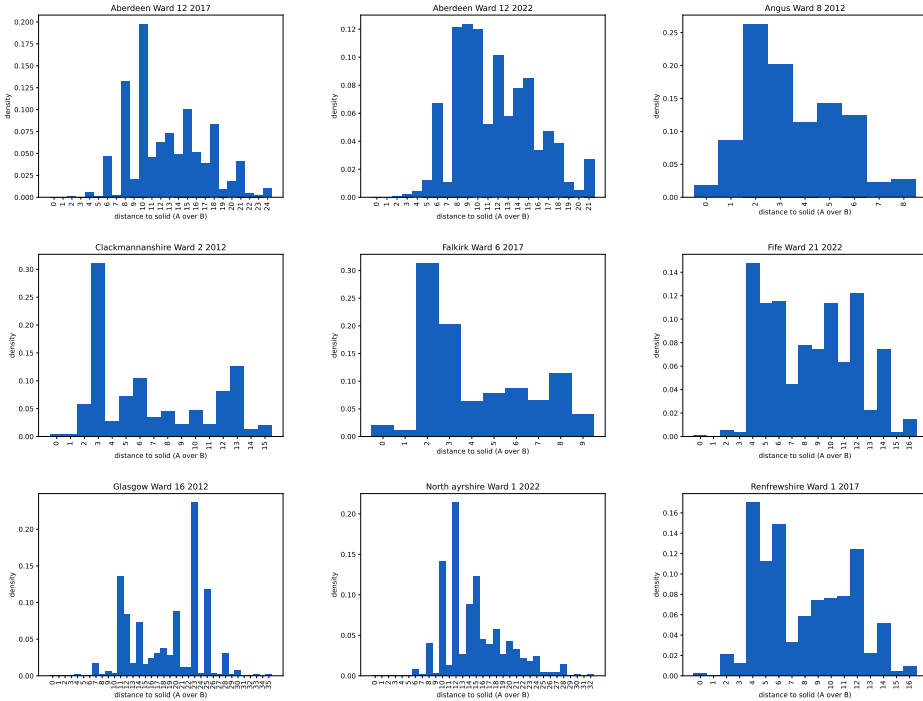 Aberdeen Ward 12 2017
0.200
0.175
0.150
0.125
0.100
0.075
0.050
0.025
0.000
density
0 1 2 3 4 5 6 7 8 9 10 11 12 13 14 15 16 17 18 19 20 21 22 23 24
distance to solid (A over B)
Aberdeen Ward 12 2022
0.12
0.10
0.08
0.06
0.04
0.02
0.00
density
0 1 2 3 4 5 6 7 8 9 10 11 12 13 14 15 16 17 18 19 20 21
distance to solid (A over B)
Angus Ward 8 2012
0.25
0.20
0.15
0.10
0.05
0.00
density
0 1 2 3 4 5 6 7 8
distance to solid (A over B)
Clackmannanshire Ward 2 2012
0.30
0.25
0.20
0.15
0.10
0.05
0.00
density
0 1 2 3 4 5 6 7 8 9 10 11 12 13 14 15
distance to solid (A over B)
Falkirk Ward 6 2017
0.30
0.25
0.20
0.15
0.10
0.05
0.00
density
0 1 2 3 4 5 6 7 8 9
distance to solid (A over B)
Fife Ward 21 2022
0.14
0.12
0.10
0.08
0.06
0.04
0.02
0.00
density
0 1 2 3 4 5 6 7 8 9 10 11 12 13 14 15 16
distance to solid (A over B)
Glasgow Ward 16 2012
0.20
0.15
0.10
0.05
0.00
density
distance to solid (A over B)
North ayrshire Ward 1 2022
0.20
0.15
0.10
0.05
0.00
density
distance to solid (A over B)
Renfrewshire Ward 1 2017
0.16
0.14
0.12
0.10
0.08
0.06
0.04
0.02
0.00
density
0 1 2 3 4 5 6 7 8 9 10 11 12 13 14 15 16
distance to solid (A over B)